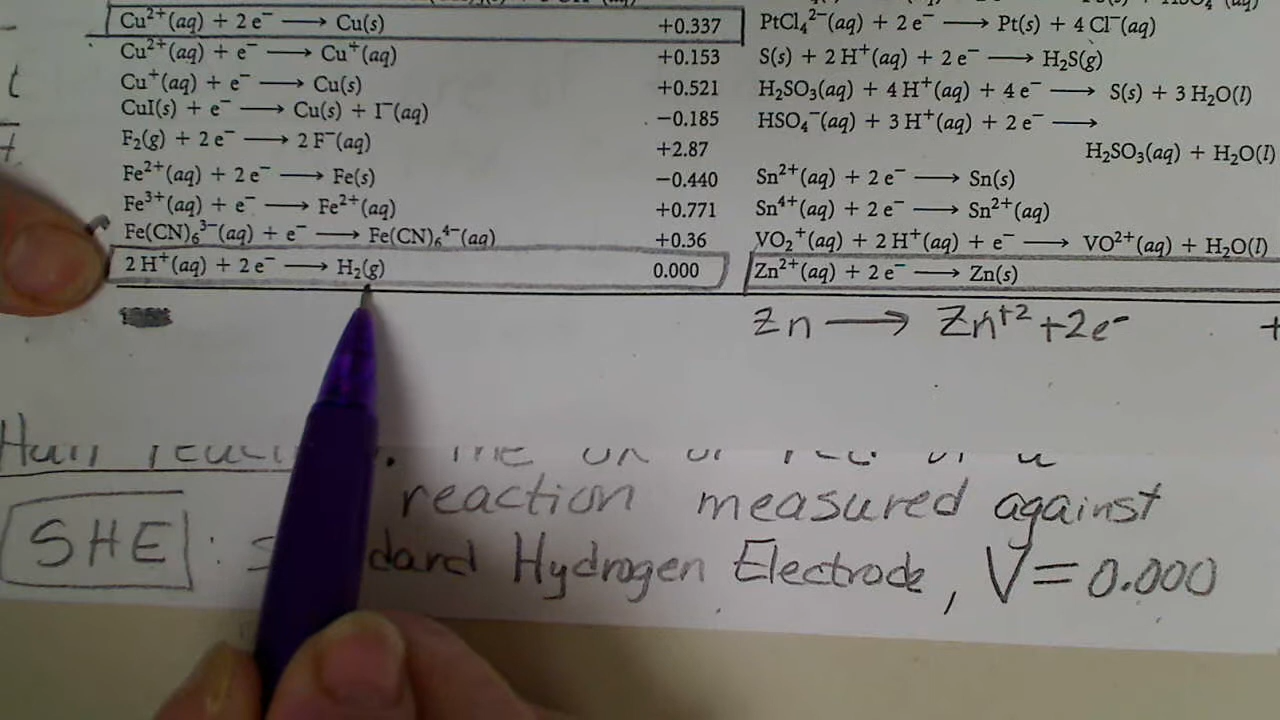 Cu²⁺(aq) + 2 e⁻ ⟶ Cu(s) +0.337
Cu²⁺(aq) + e⁻ ⟶ Cu⁺(aq) +0.153
Cu⁺(aq) + e⁻ ⟶ Cu(s) +0.521
CuI(s) + e⁻ ⟶ Cu(s) + I⁻(aq) −0.185
F₂(g) + 2 e⁻ ⟶ 2 F⁻(aq) +2.87
Fe²⁺(aq) + 2 e⁻ ⟶ Fe(s) −0.440
Fe³⁺(aq) + e⁻ ⟶ Fe²⁺(aq) +0.771
Fe(CN)₆³⁻(aq) + e⁻ ⟶ Fe(CN)₆⁴⁻(aq) +0.36
2 H⁺(aq) + 2 e⁻ ⟶ H₂(g) 0.000
PtCl₄²⁻(aq) + 2 e⁻ ⟶ Pt(s) + 4 Cl⁻(aq)
S(s) + 2 H⁺(aq) + 2 e⁻ ⟶ H₂S(g)
H₂SO₃(aq) + 4 H⁺(aq) + 4 e⁻ ⟶ S(s) + 3 H₂O(l)
HSO₄⁻(aq) + 3 H⁺(aq) + 2 e⁻ ⟶
H₂SO₃(aq) + H₂O(l)
Sn²⁺(aq) + 2 e⁻ ⟶ Sn(s)
Sn⁴⁺(aq) + 2 e⁻ ⟶ Sn²⁺(aq)
VO₂⁺(aq) + 2 H⁺(aq) + e⁻ ⟶ VO²⁺(aq) + H₂O(l)
Zn²⁺(aq) + 2 e⁻ ⟶ Zn(s)
Zn ⟶ Zn⁺² + 2e⁻ +
reaction measured against
SHE : dard Hydrogen Electrode, V = 0.000